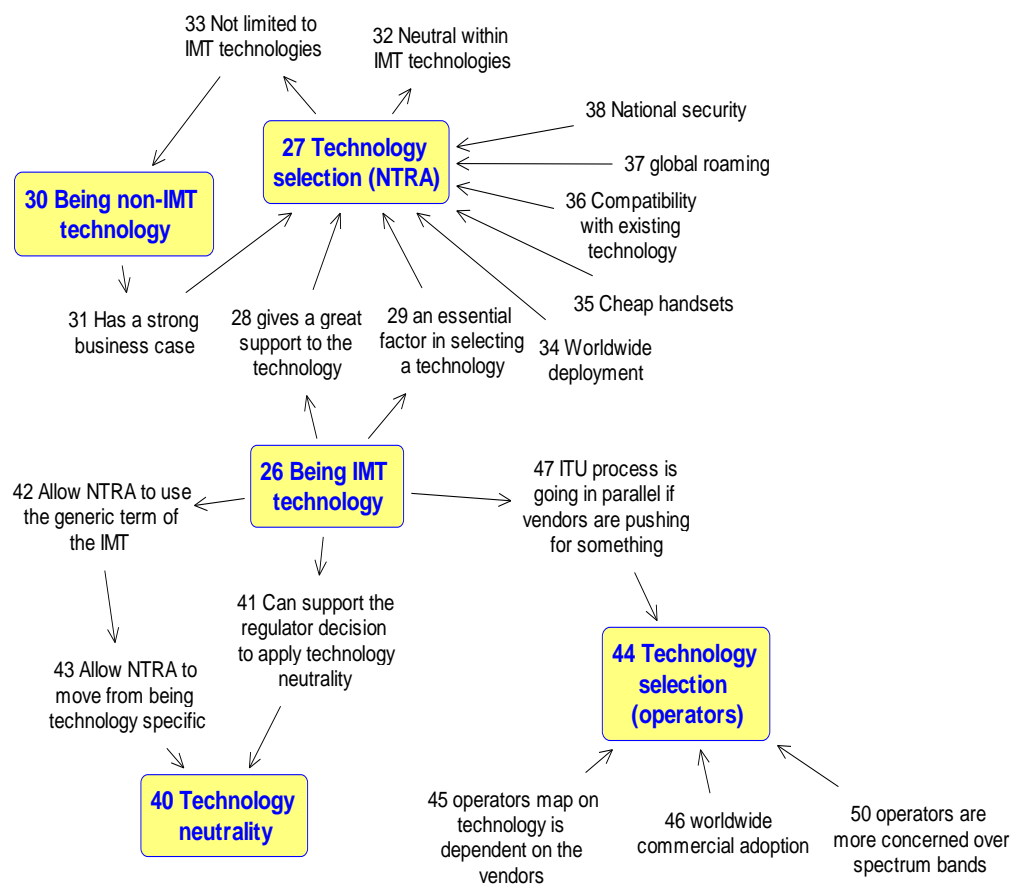 33 Not limited to
IMT technologies
32 Neutral within
IMT technologies
38 National security
27 Technology
selection (NTRA)
37 global roaming
30 Being non-IMT
technology
36 Compatibility
with existing
technology
35 Cheap handsets
31 Has a strong
business case
28 gives a great
support to the
technology
29 an essential
factor in selecting
a technology
34 Worldwide
deployment
26 Being IMT
technology
47 ITU process is
going in parallel if
vendors are pushing
for something
42 Allow NTRA to use
the generic term of
the IMT
41 Can support the
regulator decision
to apply technology
neutrality
43 Allow NTRA to
move from being
technology specific
44 Technology
selection
(operators)
40 Technology
neutrality
45 operators map on
technology is
dependent on the
vendors
46 worldwide
commercial adoption
50 operators are
more concerned over
spectrum bands